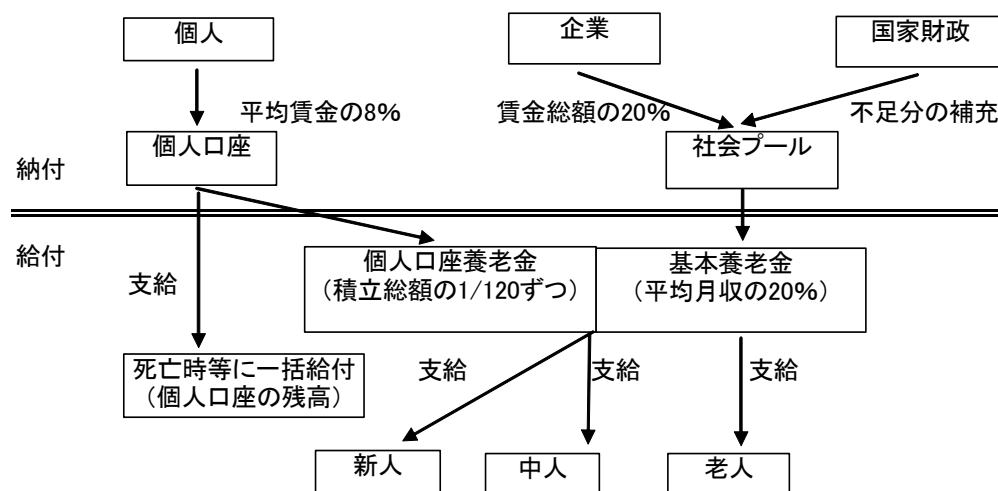 個人
企業
国家財政
平均賃金の8%
賃金総額の20%
不足分の補充
個人口座
社会プール
納付
給付
個人口座養老金
（積立総額の1/120ずつ）
基本養老金
（平均月収の20%）
支給
死亡時等に一括給付
（個人口座の残高）
支給
支給
支給
新人
中人
老人